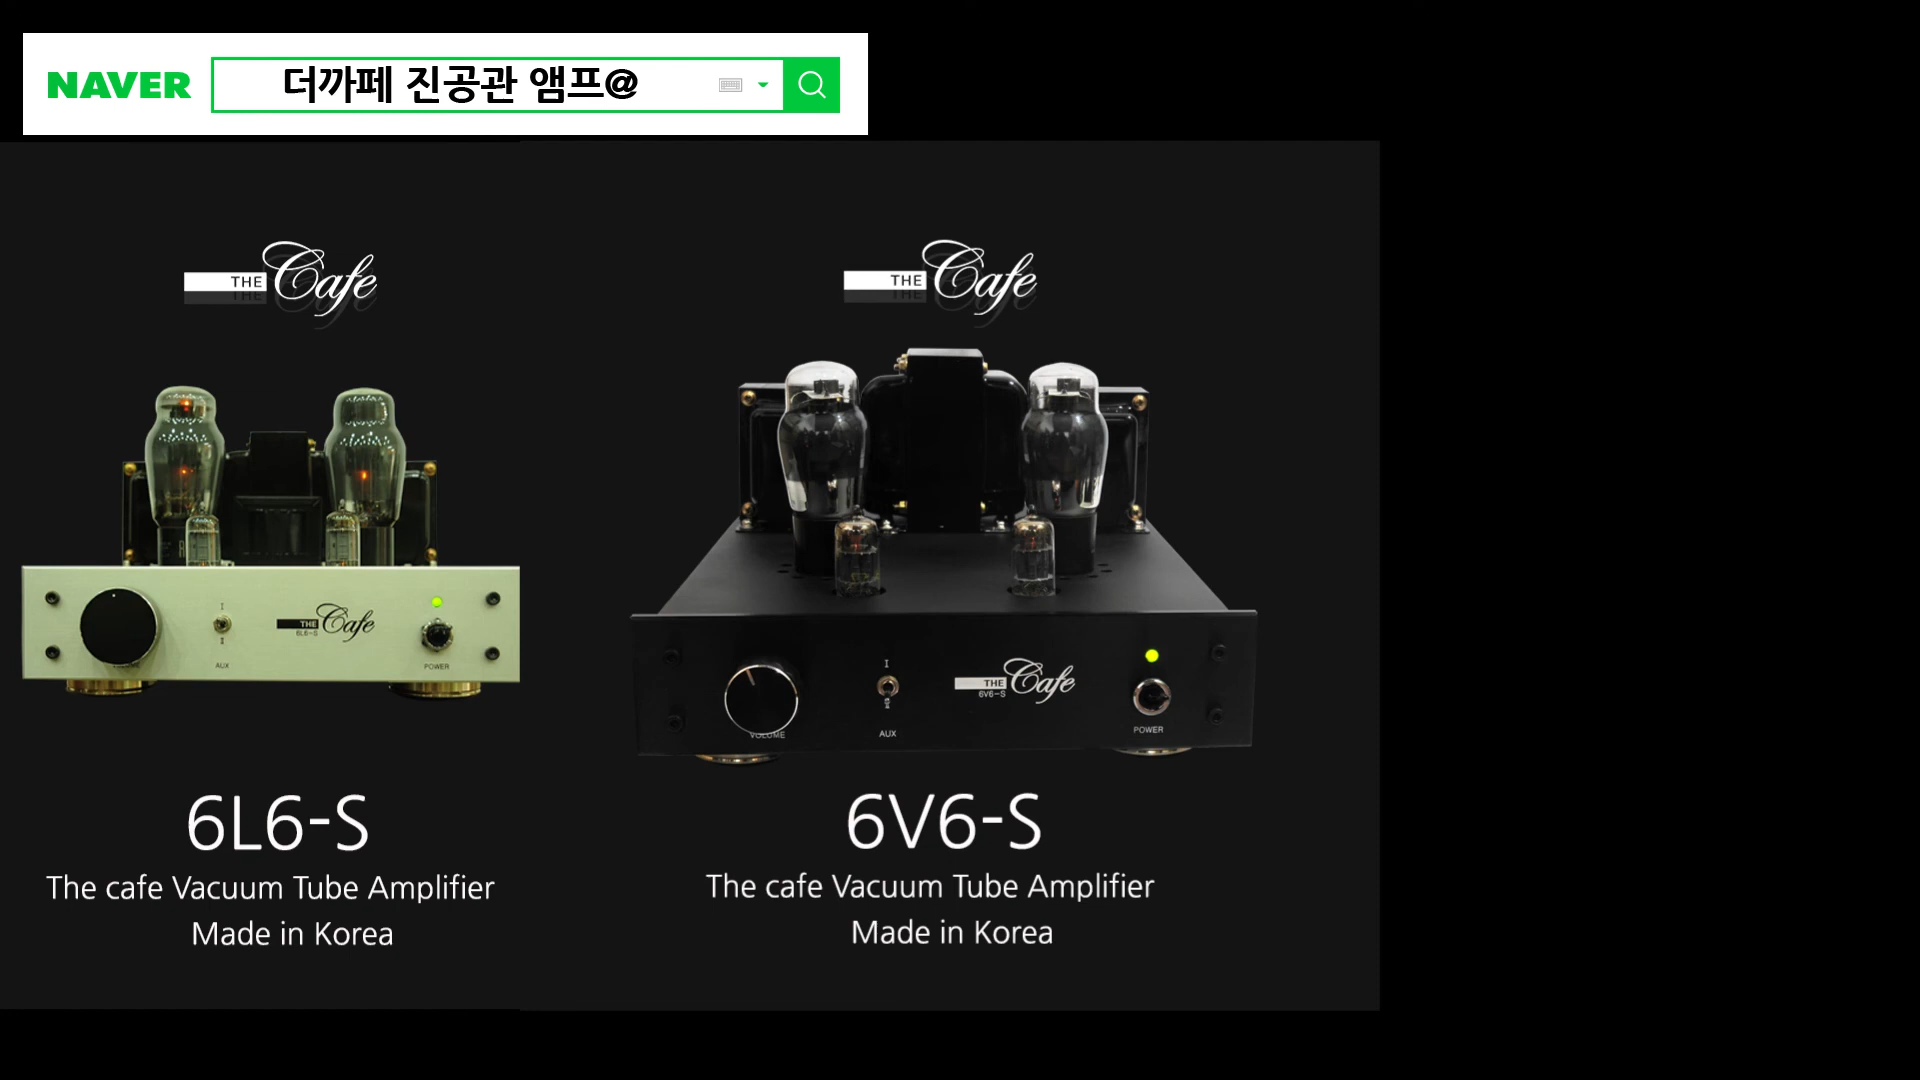 NAVER 더까페 진공관 앰프@
THE Cafe
I
AUX
THE Cafe
6L6-S
POWER
6L6-S
The cafe Vacuum Tube Amplifier
Made in Korea
THE Cafe
I
VOLUME
AUX
THE Cafe
6V6-S
POWER
6V6-S
The cafe Vacuum Tube Amplifier
Made in Korea